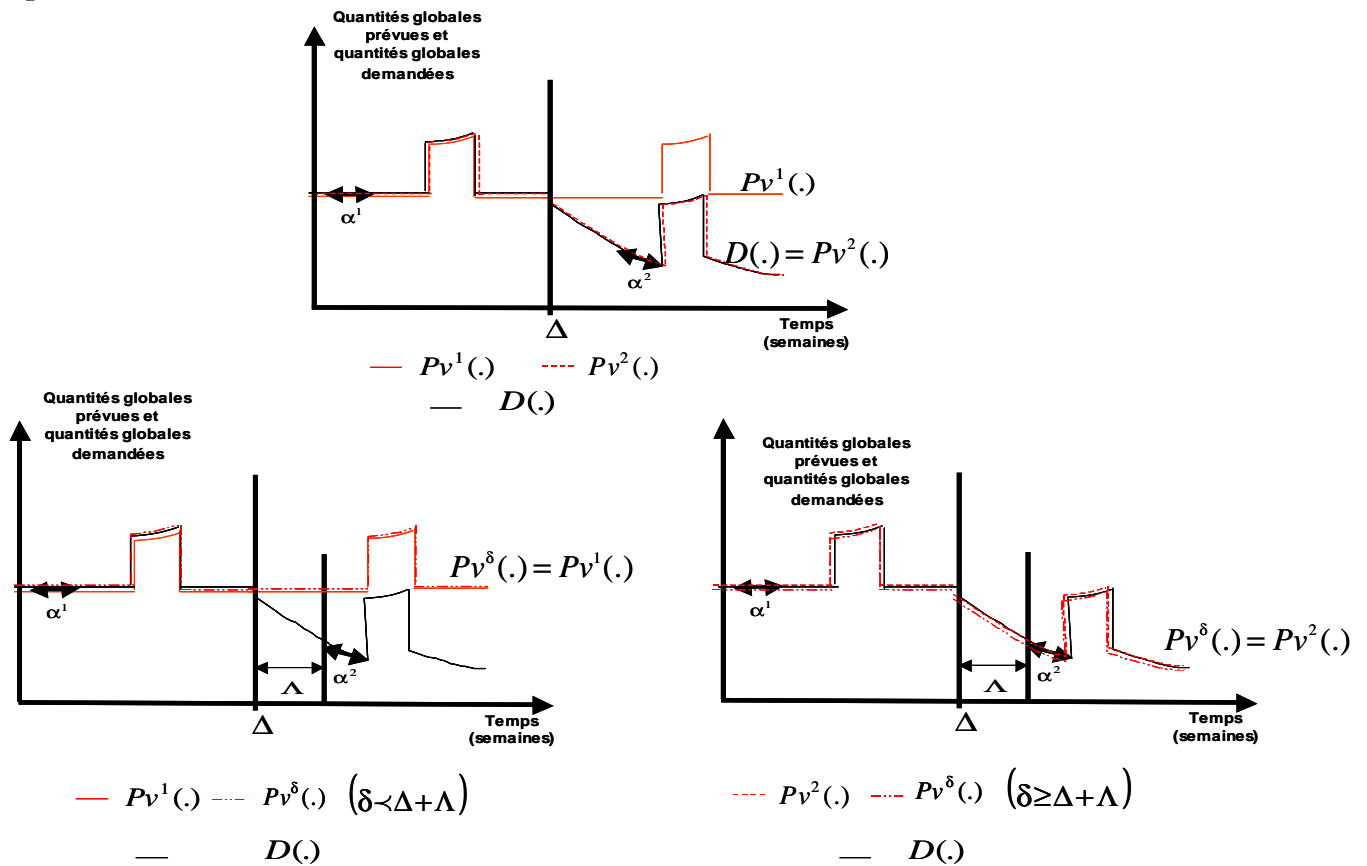 Quantités globales
prévues et
quantités globales
demandées
α¹
Pv¹(.)
D(.) = Pv²(.)
α²
Δ
Temps
(semaines)
Pv¹(.) Pv²(.)
D(.)
Quantités globales
prévues et
quantités globales
demandées
Pv^δ(.) = Pv¹(.)
α¹
α²
Λ
Δ
Temps
(semaines)
Pv¹(.) Pv^δ(.) (δ≺Δ+Λ)
D(.)
Quantités globales
prévues et
quantités globales
demandées
α¹
Pv^δ(.) = Pv²(.)
α²
Λ
Δ
Temps
(semaines)
Pv²(.) Pv^δ(.) (δ≥Δ+Λ)
D(.)